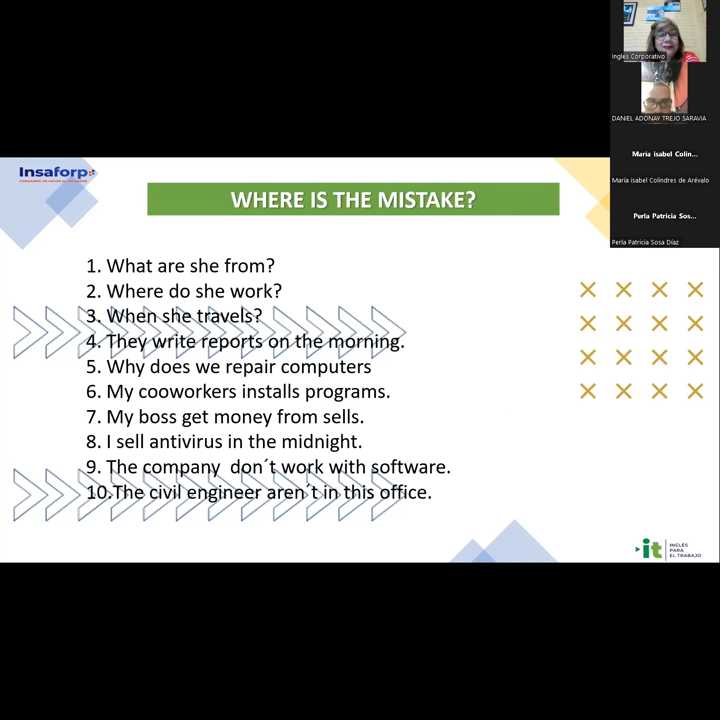 Ingles Corporativo
DANIEL ADONAY TREJO SARAVIA
Maria isabel Colin...
María isabel Colindres de Arévalo
Perla Patricia Sos...
Perla Patricia Sosa Díaz
Insaforp
WHERE IS THE MISTAKE?
1. What are she from?
2. Where do she work?
3. When she travels?
4. They write reports on the morning.
5. Why does we repair computers
6. My cooworkers installs programs.
7. My boss get money from sells.
8. I sell antivirus in the midnight.
9. The company  don´t work with software.
10.The civil engineer aren´t in this office.
it
INGLÉS
PARA
EL TRABAJO